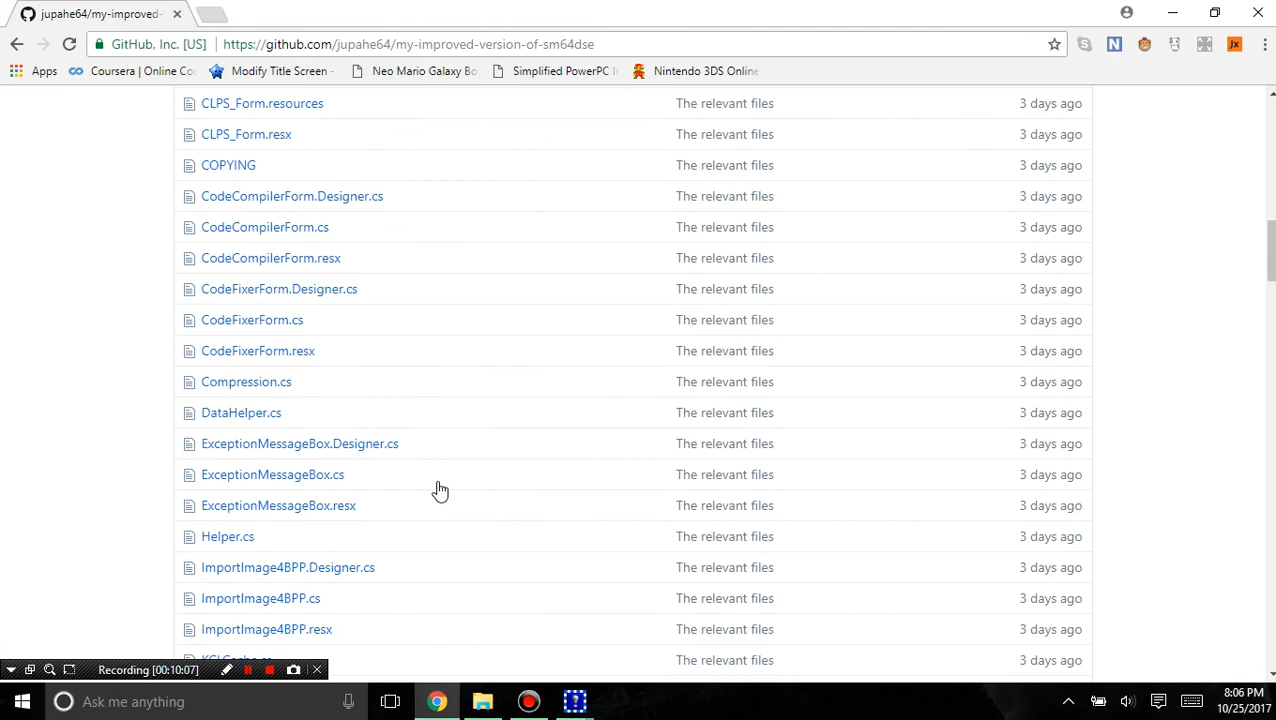 jupahe64/my-improved-
GitHub, Inc. [US] https://github.com/jupahe64/my-improved-version-of-sm64dse
Apps Coursera | Online Co Modify Title Screen - Neo Mario Galaxy Bo Simplified PowerPC I Nintendo 3DS Online
CLPS_Form.resources The relevant files 3 days ago
CLPS_Form.resx The relevant files 3 days ago
COPYING The relevant files 3 days ago
CodeCompilerForm.Designer.cs The relevant files 3 days ago
CodeCompilerForm.cs The relevant files 3 days ago
CodeCompilerForm.resx The relevant files 3 days ago
CodeFixerForm.Designer.cs The relevant files 3 days ago
CodeFixerForm.cs The relevant files 3 days ago
CodeFixerForm.resx The relevant files 3 days ago
Compression.cs The relevant files 3 days ago
DataHelper.cs The relevant files 3 days ago
ExceptionMessageBox.Designer.cs The relevant files 3 days ago
ExceptionMessageBox.cs The relevant files 3 days ago
ExceptionMessageBox.resx The relevant files 3 days ago
Helper.cs The relevant files 3 days ago
ImportImage4BPP.Designer.cs The relevant files 3 days ago
ImportImage4BPP.cs The relevant files 3 days ago
ImportImage4BPP.resx The relevant files 3 days ago
The relevant files 3 days ago
Recording [00:10:07]
Ask me anything
8:06 PM
10/25/2017